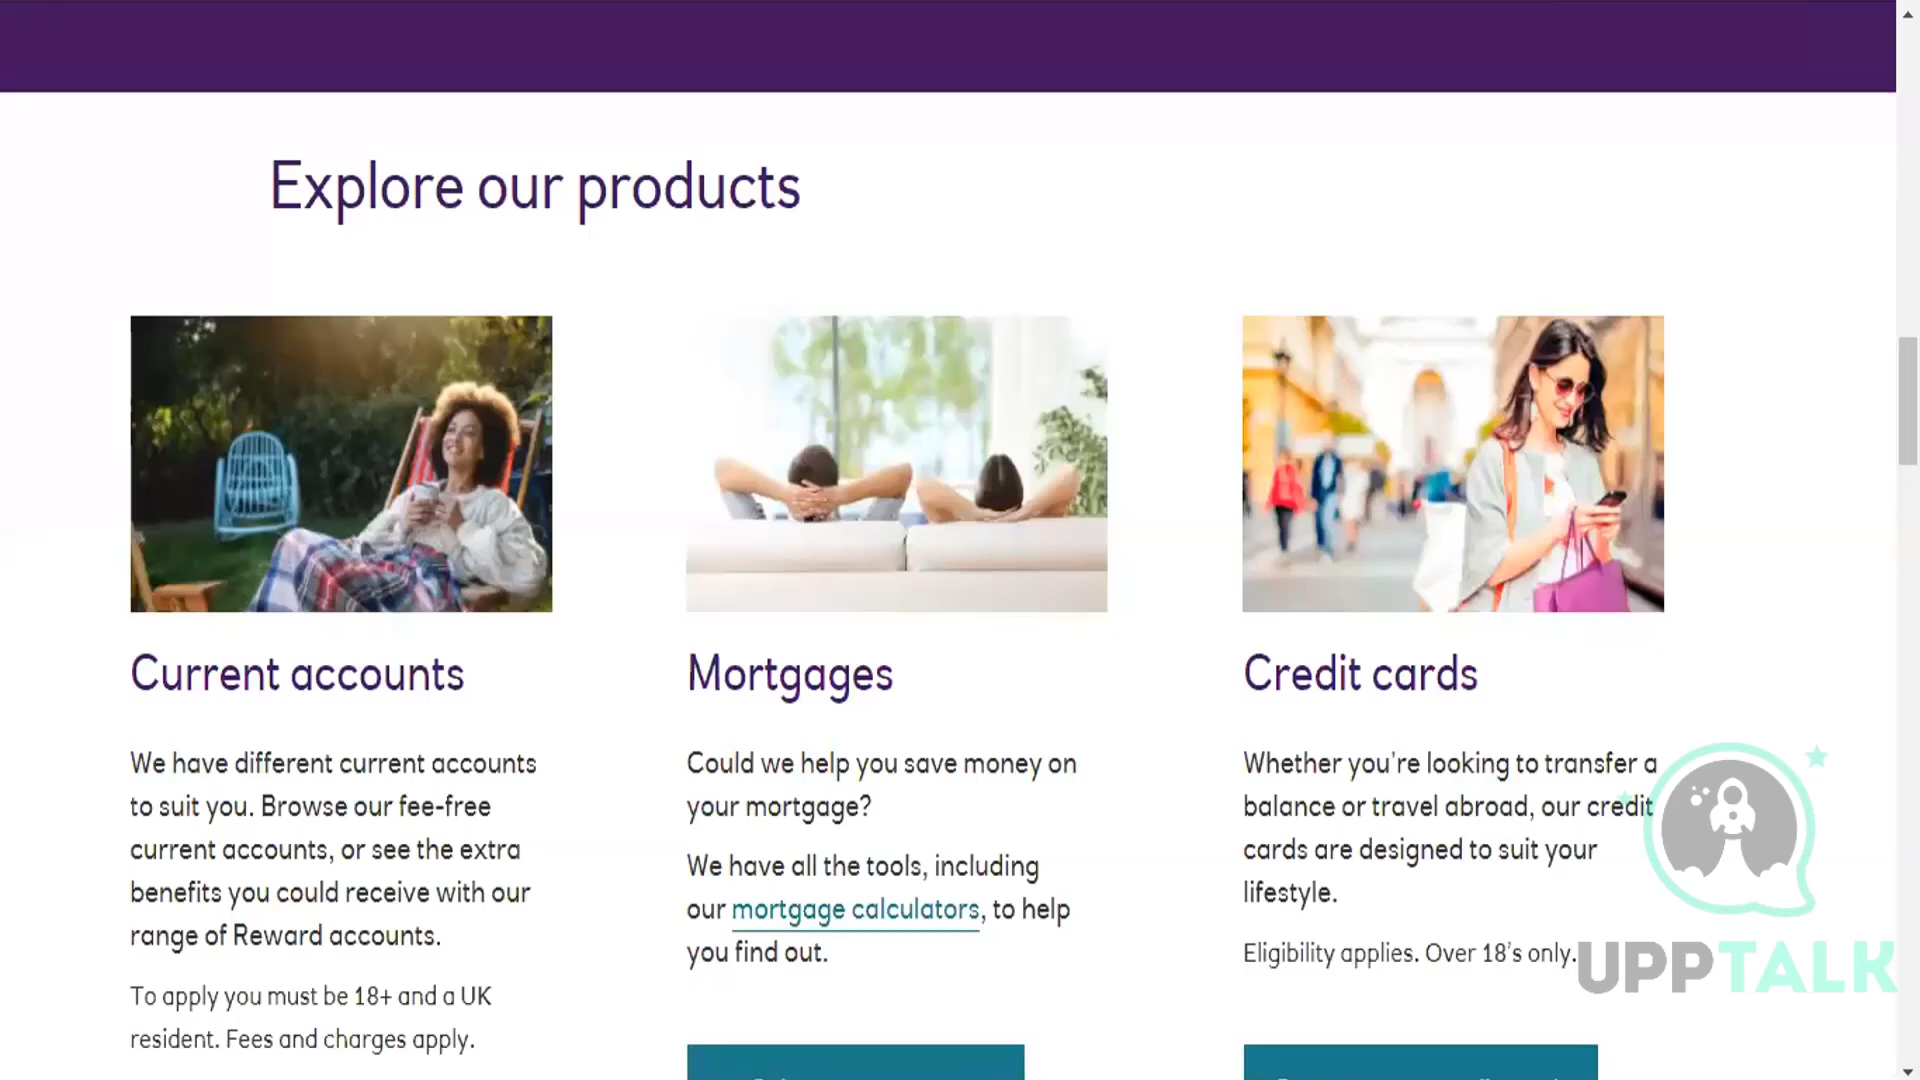 Explore our products
Current accounts
We have different current accounts
to suit you. Browse our fee-free
current accounts, or see the extra
benefits you could receive with our
range of Reward accounts.
To apply you must be 18+ and a UK
resident. Fees and charges apply.
Mortgages
Could we help you save money on
your mortgage?
We have all the tools, including
our mortgage calculators, to help
you find out.
Credit cards
Whether you're looking to transfer a
balance or travel abroad, our credit
cards are designed to suit your
lifestyle.
Eligibility applies. Over 18's only.
UPPTALK